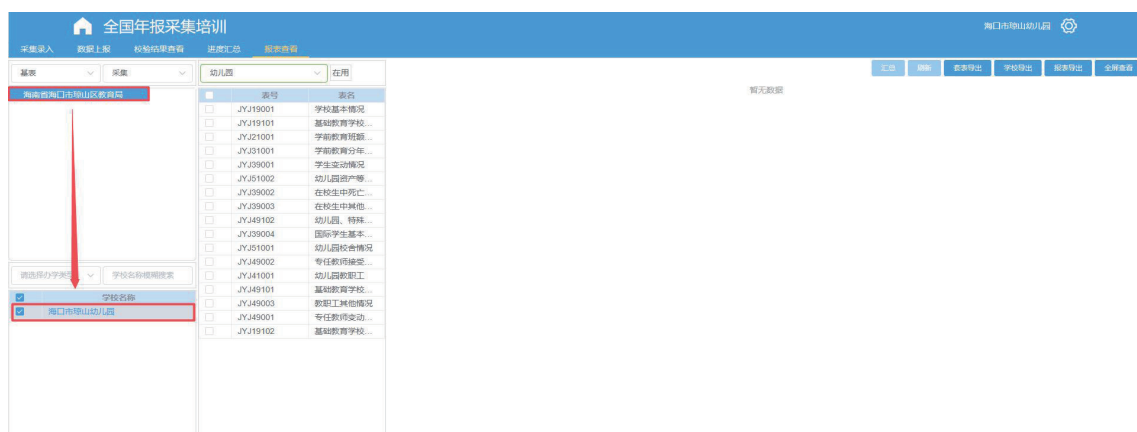 全国年报采集培训
海口市琼山幼儿园
采集录入 数据上报 校验结果查看 进度汇总 报表查看
基表 采集 幼儿园 在用
汇总 刷新 套表导出 学校导出 报表导出 全屏查看
海南省海口市琼山区教育局
暂无数据
表号 表名
JYJ19001 学校基本情况
JYJ19101 基础教育学校...
JYJ21001 学前教育班额...
JYJ31001 学前教育分年...
JYJ39001 学生变动情况
JYJ51002 幼儿园资产等...
JYJ39002 在校生中死亡...
JYJ39003 在校生中其他...
JYJ49102 幼儿园、特殊...
JYJ39004 国际学生基本...
JYJ51001 幼儿园校舍情况
JYJ49002 专任教师接受...
JYJ41001 幼儿园教职工
JYJ49101 基础教育学校...
JYJ49003 教职工其他情况
JYJ49001 专任教师变动...
JYJ19102 基础教育学校...
请选择办学类型 学校名称模糊搜索
学校名称
海口市琼山幼儿园